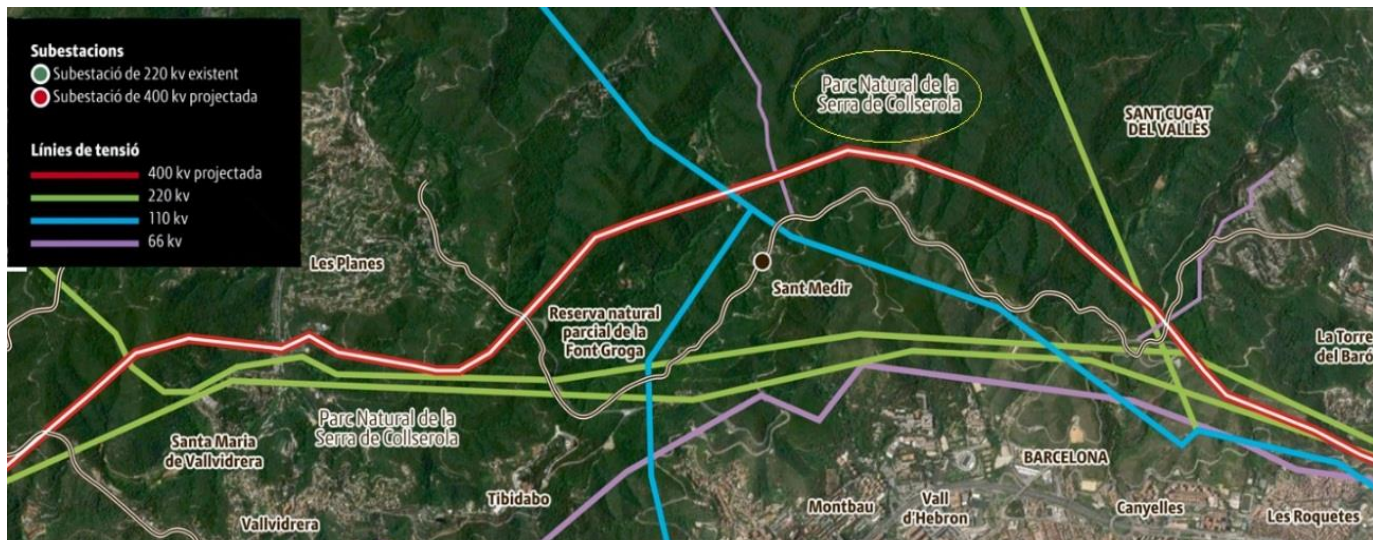 Subestacions
Subestació de 220 kv existent
Subestació de 400 kv projectada
Línies de tensió
400 kv projectada
220 kv
110 kv
66 kv
Parc Natural de la
Serra de Collserola
SANT CUGAT
DEL VALLÈS
Les Planes
Sant Medir
Reserva natural
parcial de la
Font Groga
La Torre
del Baró
Parc Natural de la
Serra de Collserola
Santa Maria
de Vallvidrera
BARCELONA
Tibidabo
Montbau
Vall
d'Hebron
Canyelles
Les Roquetes
Vallvidrera